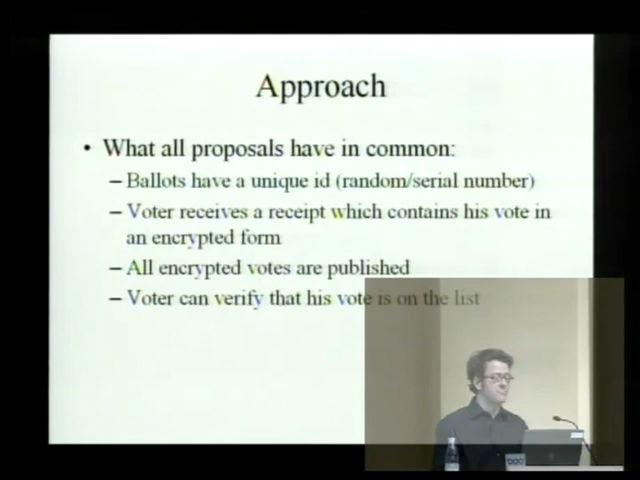 Approach
• What all proposals have in common:
– Ballots have a unique id (random/serial number)
– Voter receives a receipt which contains his vote in
an encrypted form
– All encrypted votes are published
– Voter can verify that his vote is on the list